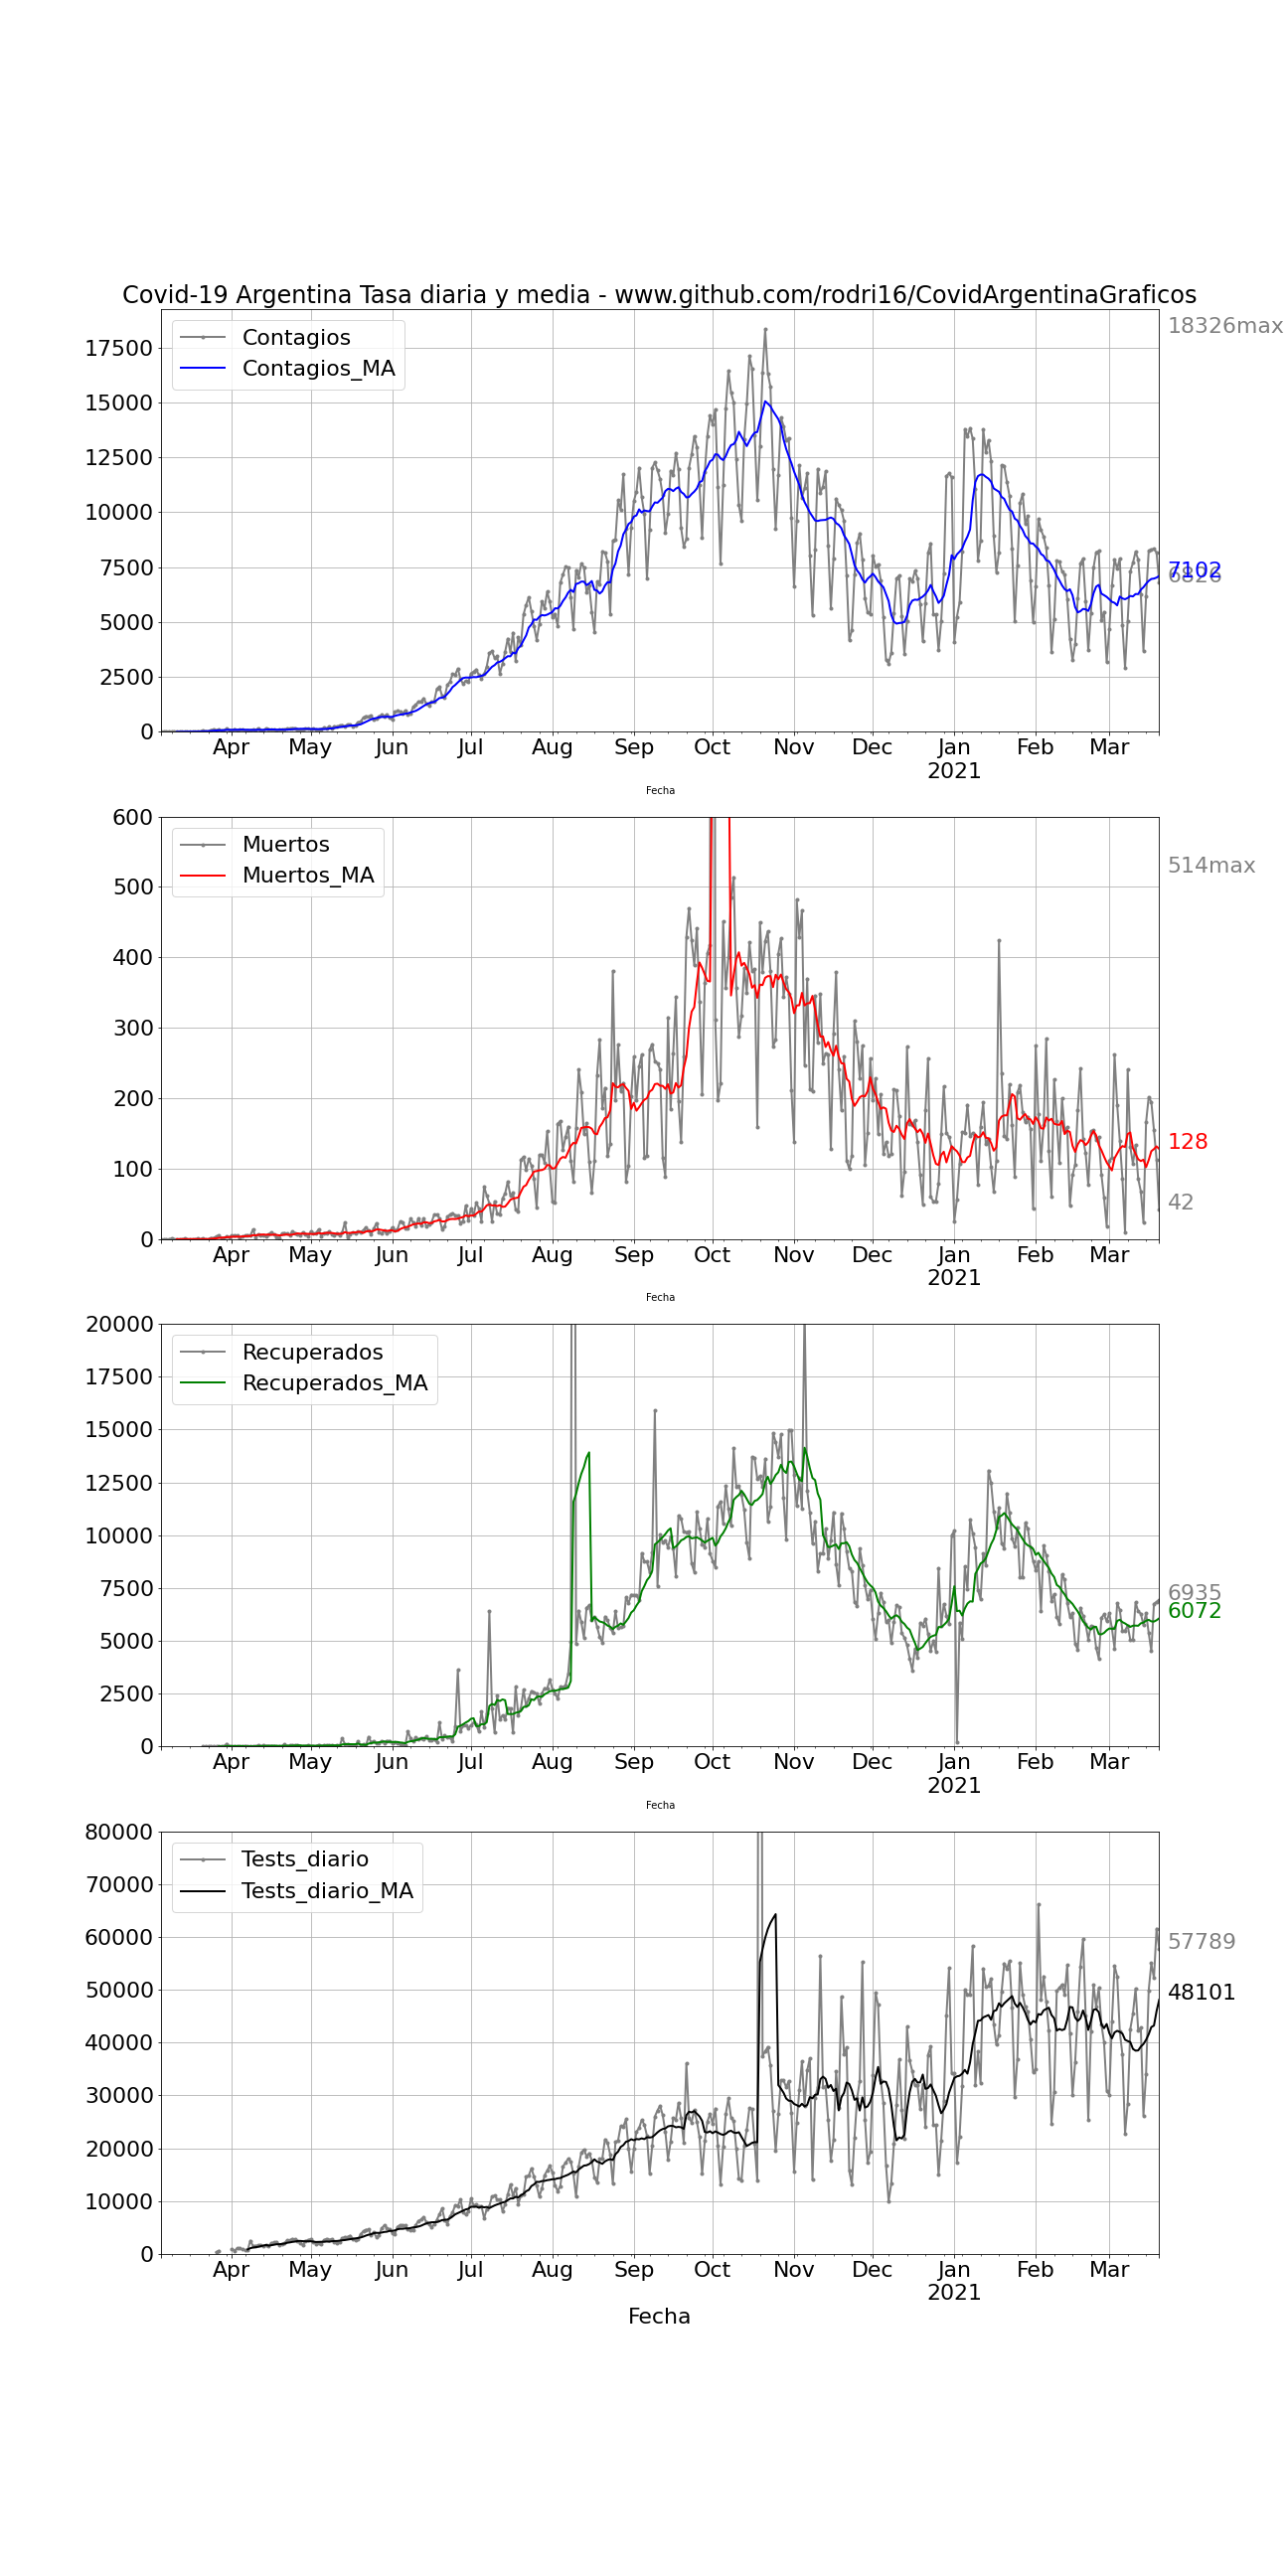 Covid-19 Argentina Tasa diaria y media - www.github.com/rodri16/CovidArgentinaGraficos
18326max
Contagios
Contagios_MA
17500
15000
12500
10000
7500
5000
2500
0
7102
6826
Apr May Jun Jul Aug Sep Oct Nov Dec Jan Feb Mar
2021
Fecha
600
500
400
300
200
100
0
Muertos
Muertos_MA
514max
128
42
Apr May Jun Jul Aug Sep Oct Nov Dec Jan Feb Mar
2021
Fecha
20000
17500
15000
12500
10000
7500
5000
2500
0
Recuperados
Recuperados_MA
6935
6072
Apr May Jun Jul Aug Sep Oct Nov Dec Jan Feb Mar
2021
Fecha
80000
70000
60000
50000
40000
30000
20000
10000
0
Tests_diario
Tests_diario_MA
57789
48101
Apr May Jun Jul Aug Sep Oct Nov Dec Jan Feb Mar
2021
Fecha